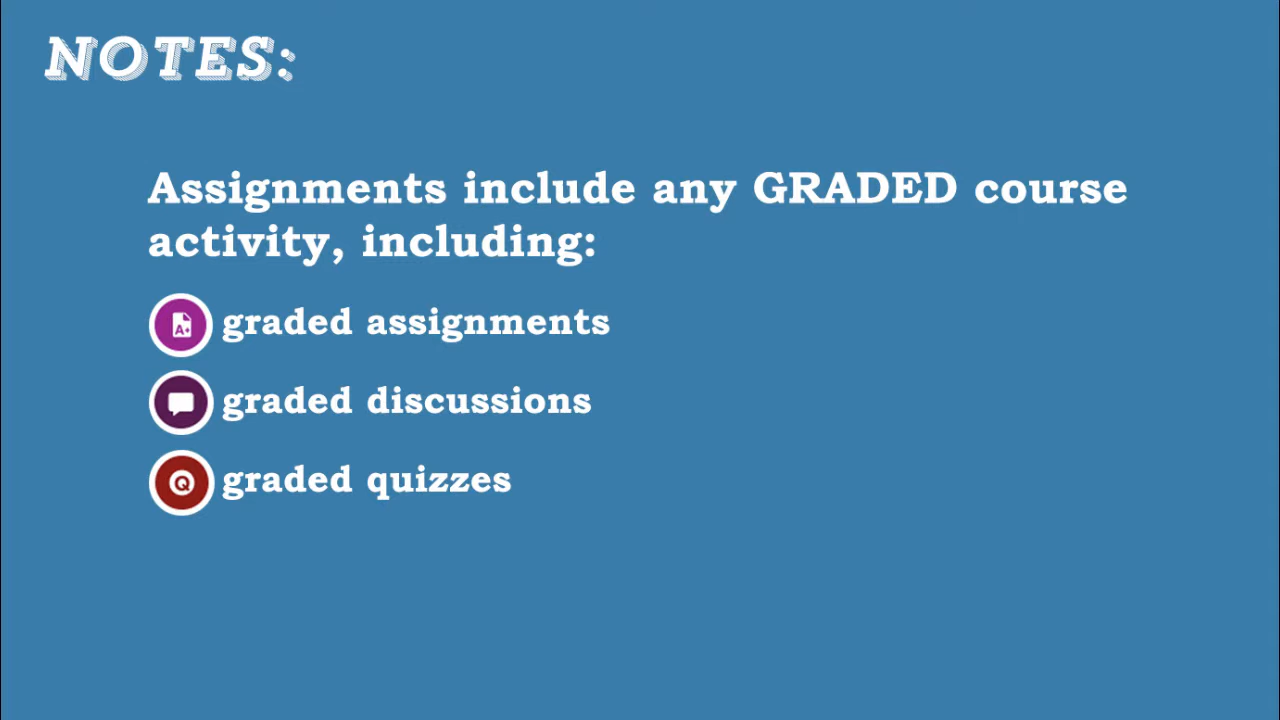 NOTES:
Assignments include any GRADED course
activity, including:
A+ graded assignments
graded discussions
Q graded quizzes